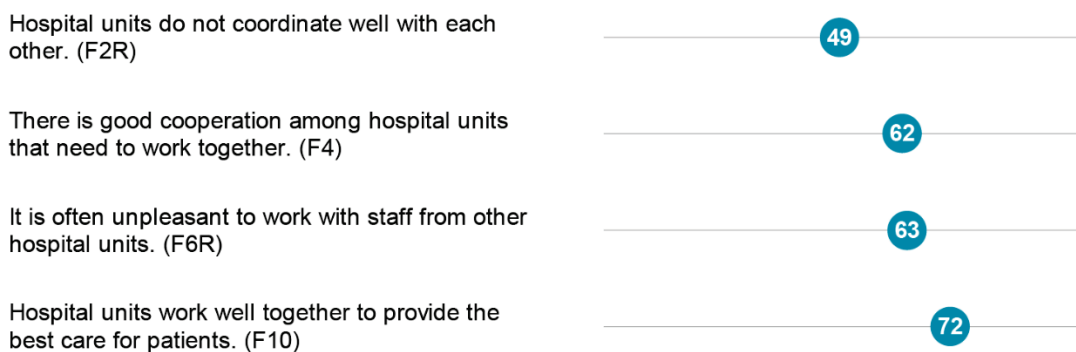 Hospital units do not coordinate well with each
other. (F2R)
49
There is good cooperation among hospital units
that need to work together. (F4)
62
It is often unpleasant to work with staff from other
hospital units. (F6R)
63
Hospital units work well together to provide the
best care for patients. (F10)
72